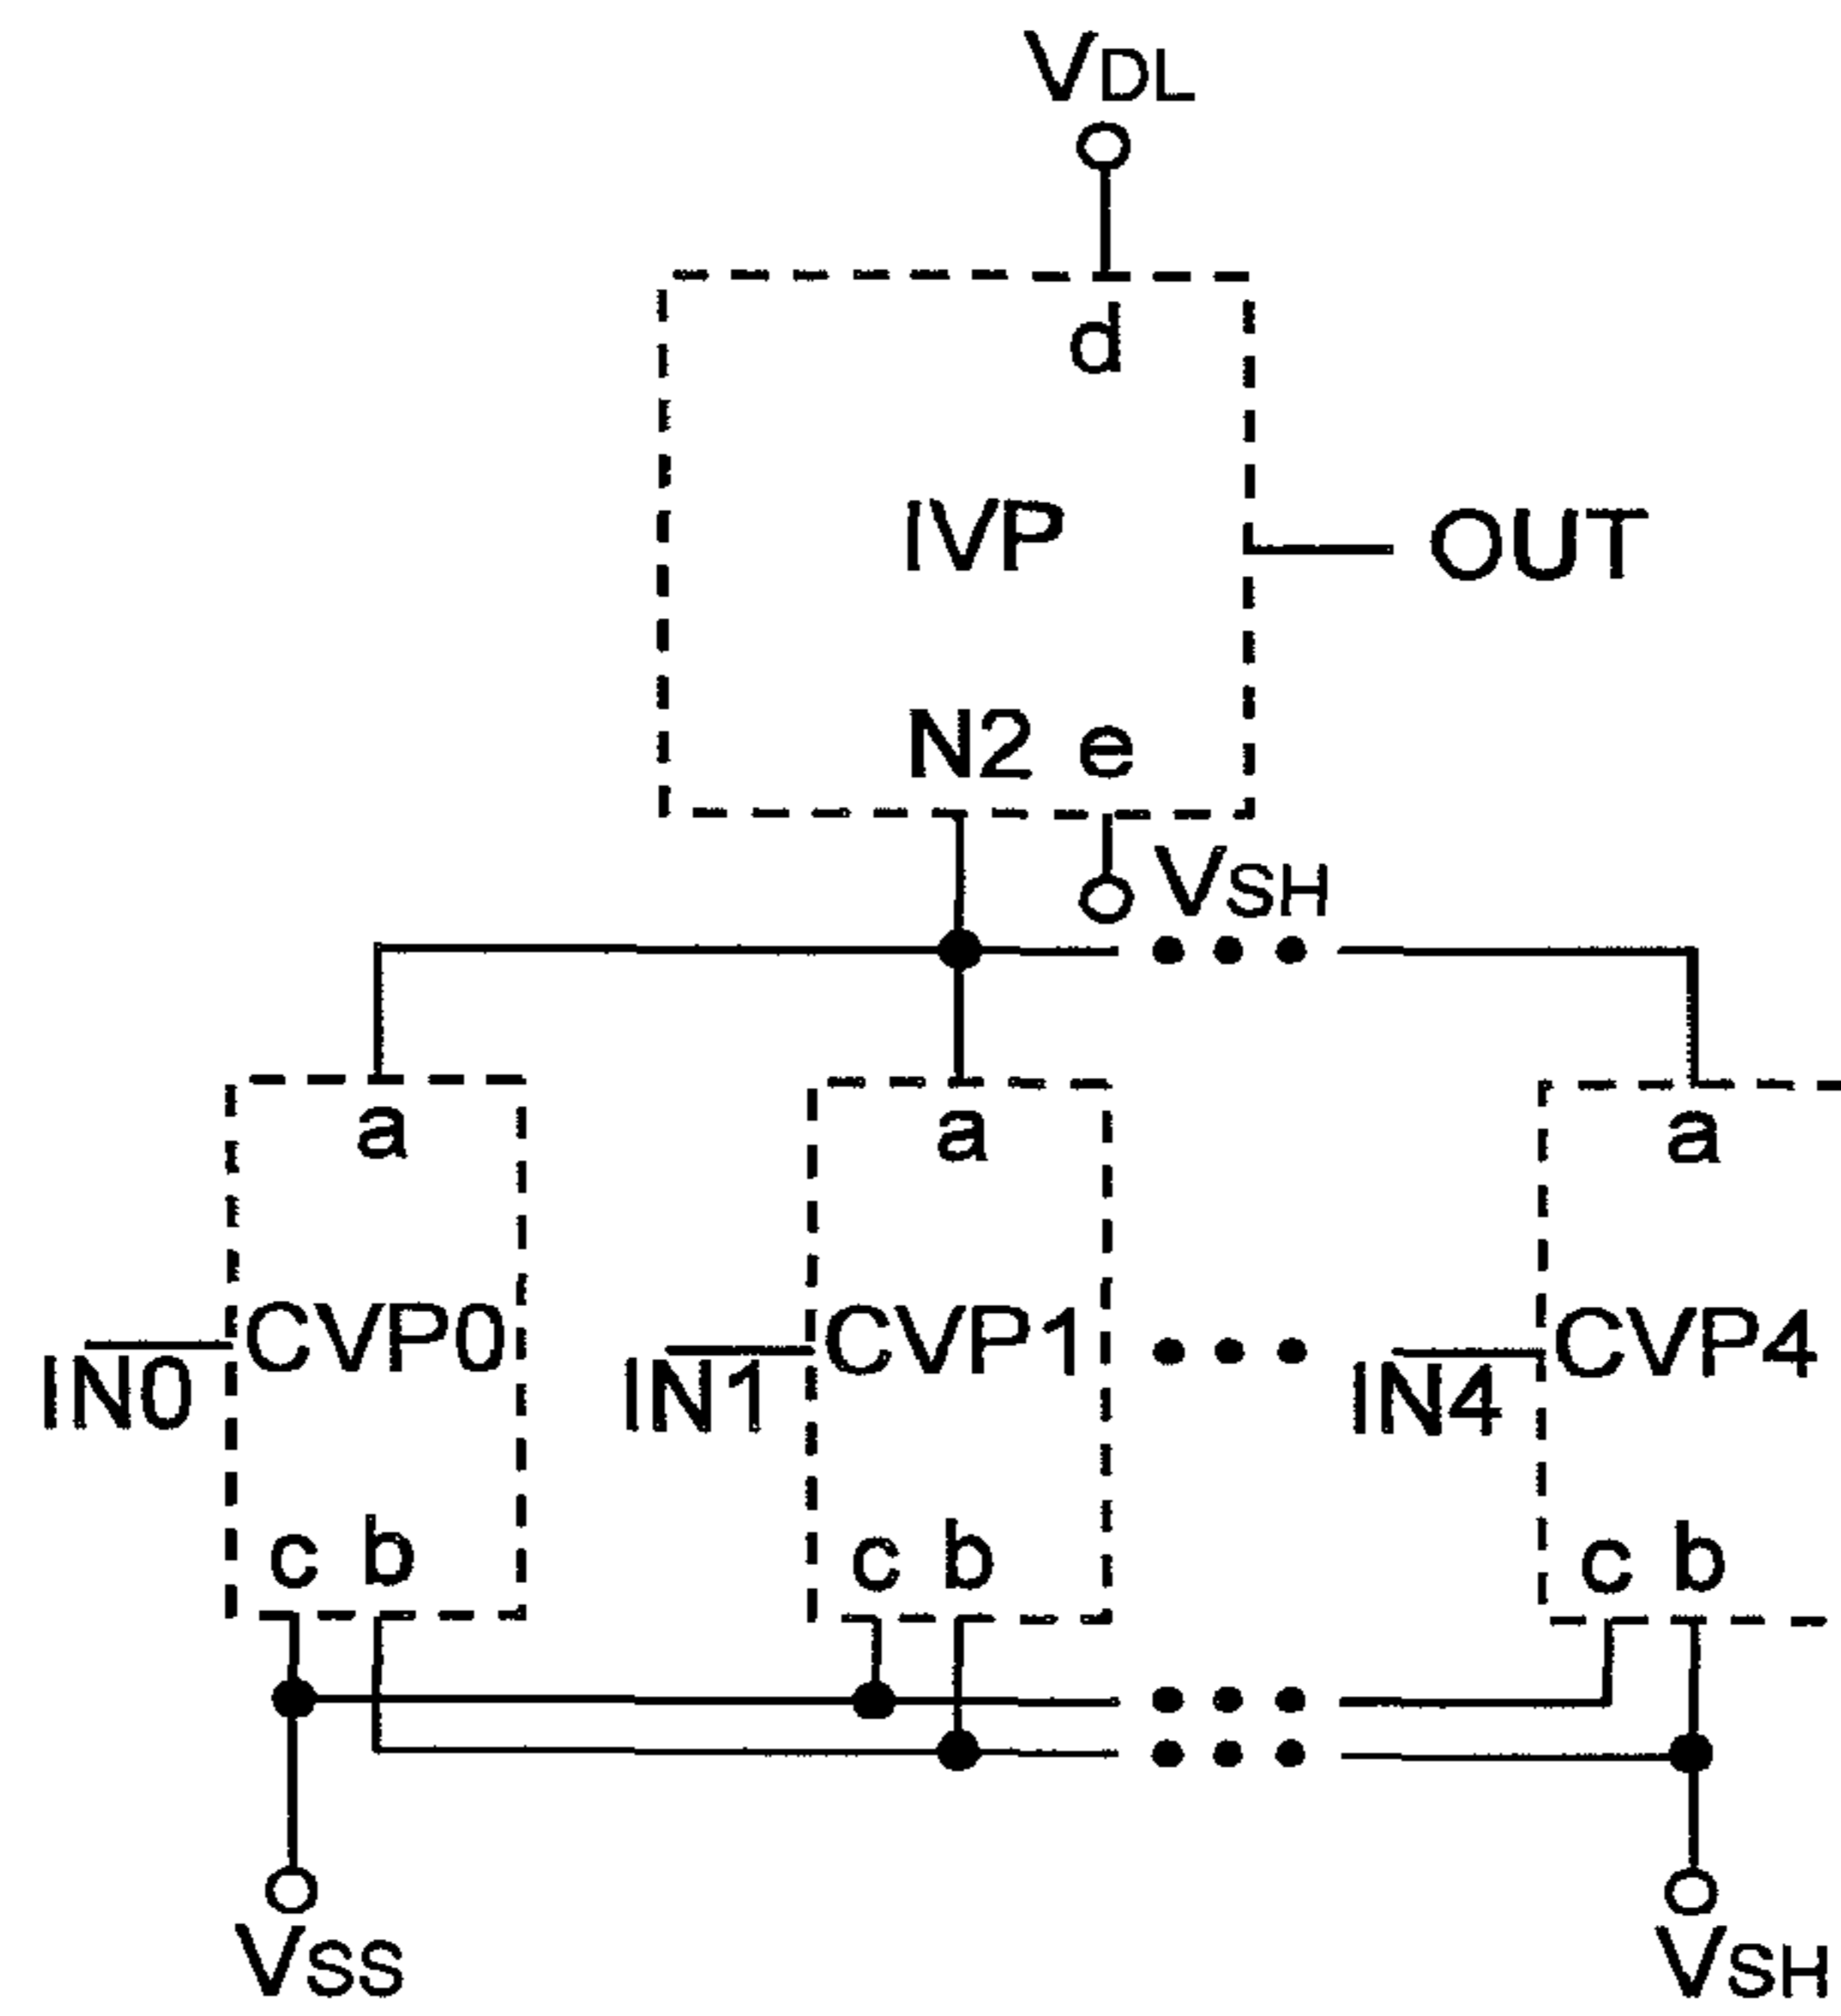 VDL
d
IVP
OUT
N2 e
VSH
a a a
CVP0 CVP1 CVP4
IN0 IN1 IN4
c b c b c b
VSS VSH